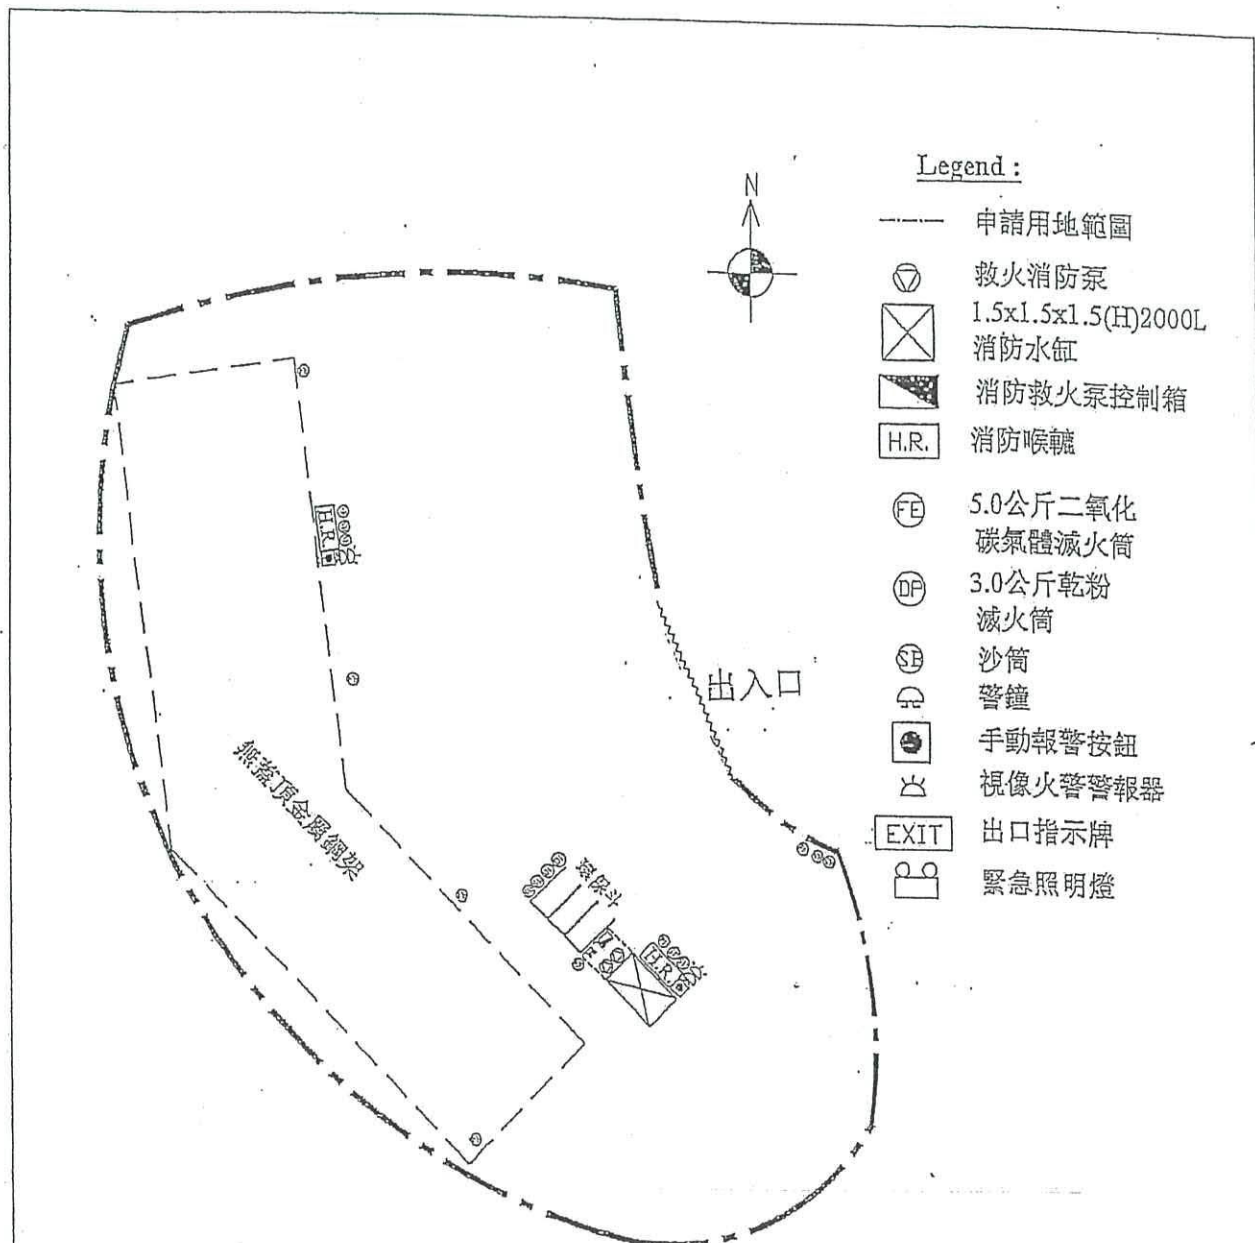 Legend :
N
申請用地範圍
救火消防泵
1.5x1.5x1.5(H)2000L
消防水缸
消防救火泵控制箱
H.R. 消防喉轆
FE 5.0公斤二氧化
碳氣體滅火筒
DP 3.0公斤乾粉
滅火筒
沙筒
警鐘
手動報警按鈕
視像火警警報器
EXIT 出口指示牌
緊急照明燈
H.R.
出入口
無蓋頂金屬鋼架
環保斗
H.R.